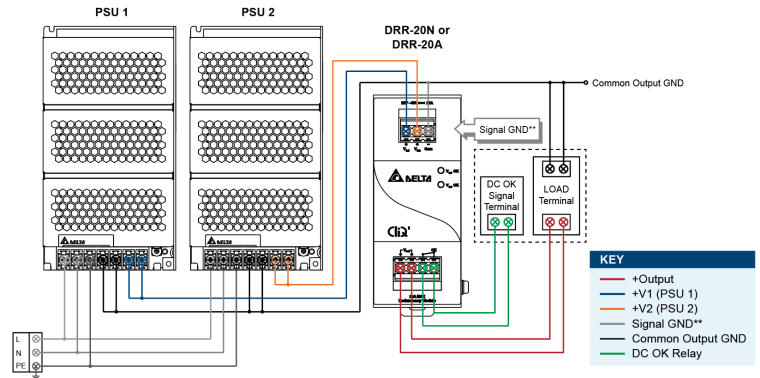 PSU 1
PSU 2
DRR-20N or
DRR-20A
Common Output GND
Signal GND**
DELTA
DC OK
Signal
Terminal
LOAD
Terminal
CliQ
DELTA
DELTA
L
N
PE
KEY
+Output
+V1 (PSU 1)
+V2 (PSU 2)
Signal GND**
Common Output GND
DC OK Relay